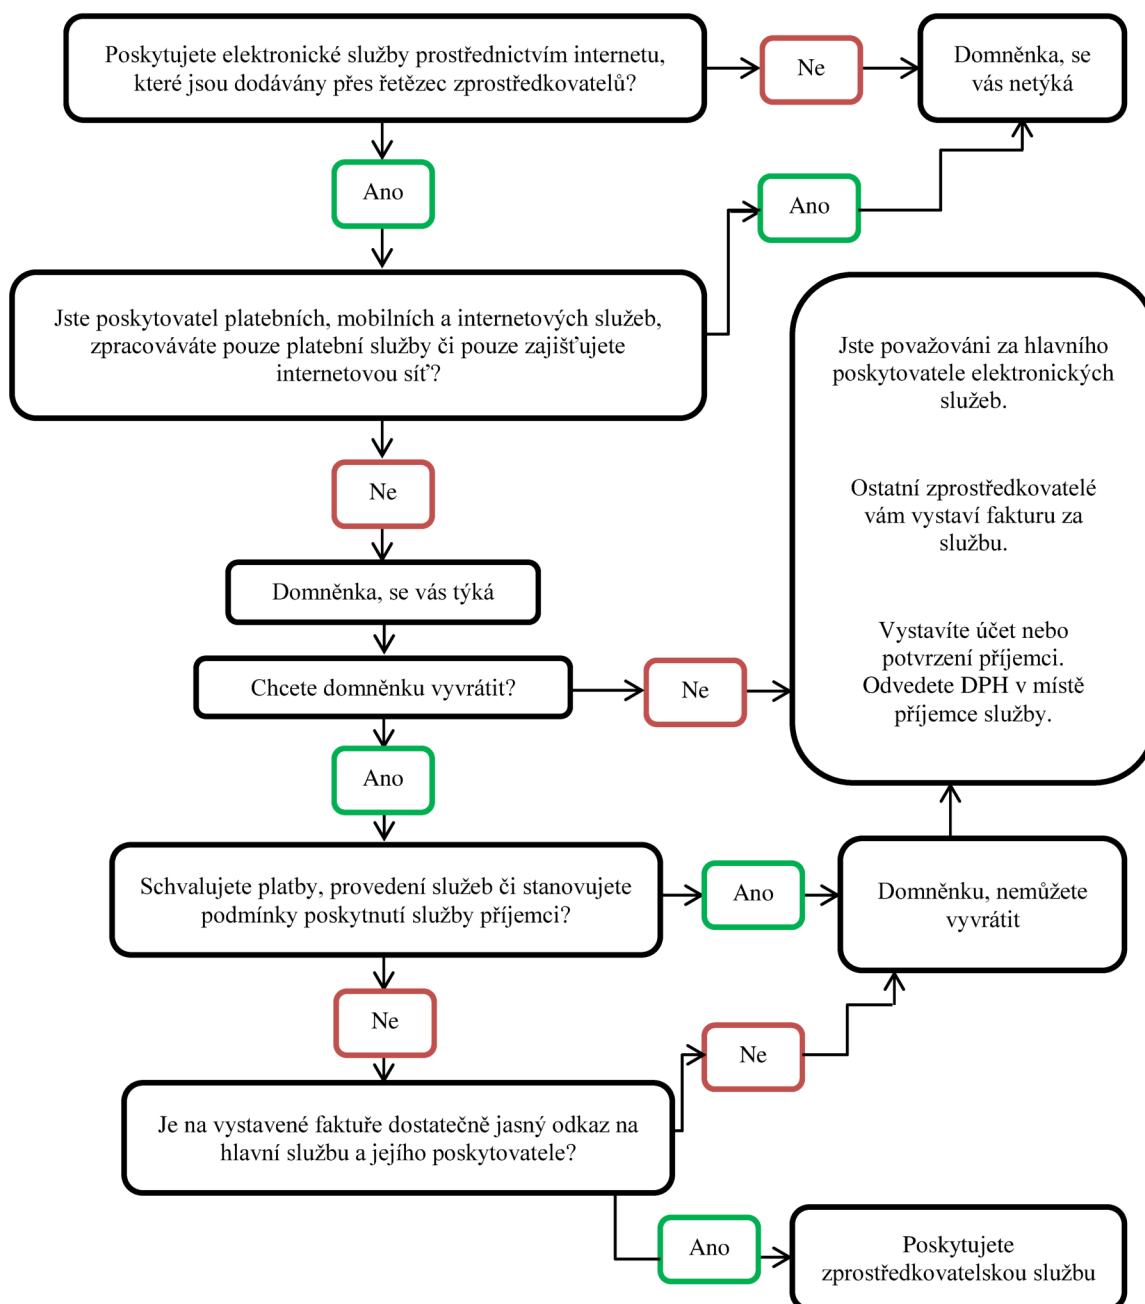 Poskytujete elektronické služby prostřednictvím internetu,
které jsou dodávány přes řetězec zprostředkovatelů?
Ne
Domněnka, se
vás netýká
Ano
Ano
Jste poskytovatel platebních, mobilních a internetových služeb,
zpracováváte pouze platební služby či pouze zajišťujete
internetovou síť?
Jste považováni za hlavního
poskytovatele elektronických
služeb.
Ostatní zprostředkovatelé
vám vystaví fakturu za
službu.
Vystavíte účet nebo
potvrzení příjemci.
Odvedete DPH v místě
příjemce služby.
Ne
Domněnka, se vás týká
Chcete domněnku vyvrátit?
Ne
Ano
Schvalujete platby, provedení služeb či stanovujete
podmínky poskytnutí služby příjemci?
Ano
Domněnku, nemůžete
vyvrátit
Ne
Ne
Je na vystavené faktuře dostatečně jasný odkaz na
hlavní službu a jejího poskytovatele?
Ano
Poskytujete
zprostředkovatelskou službu